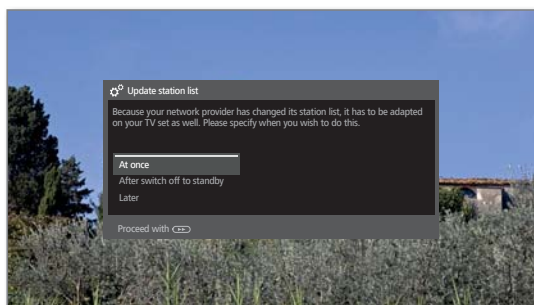 Update station list
Because your network provider has changed its station list, it has to be adapted
on your TV set as well. Please specify when you wish to do this.
At once
After switch off to standby
Later
Proceed with